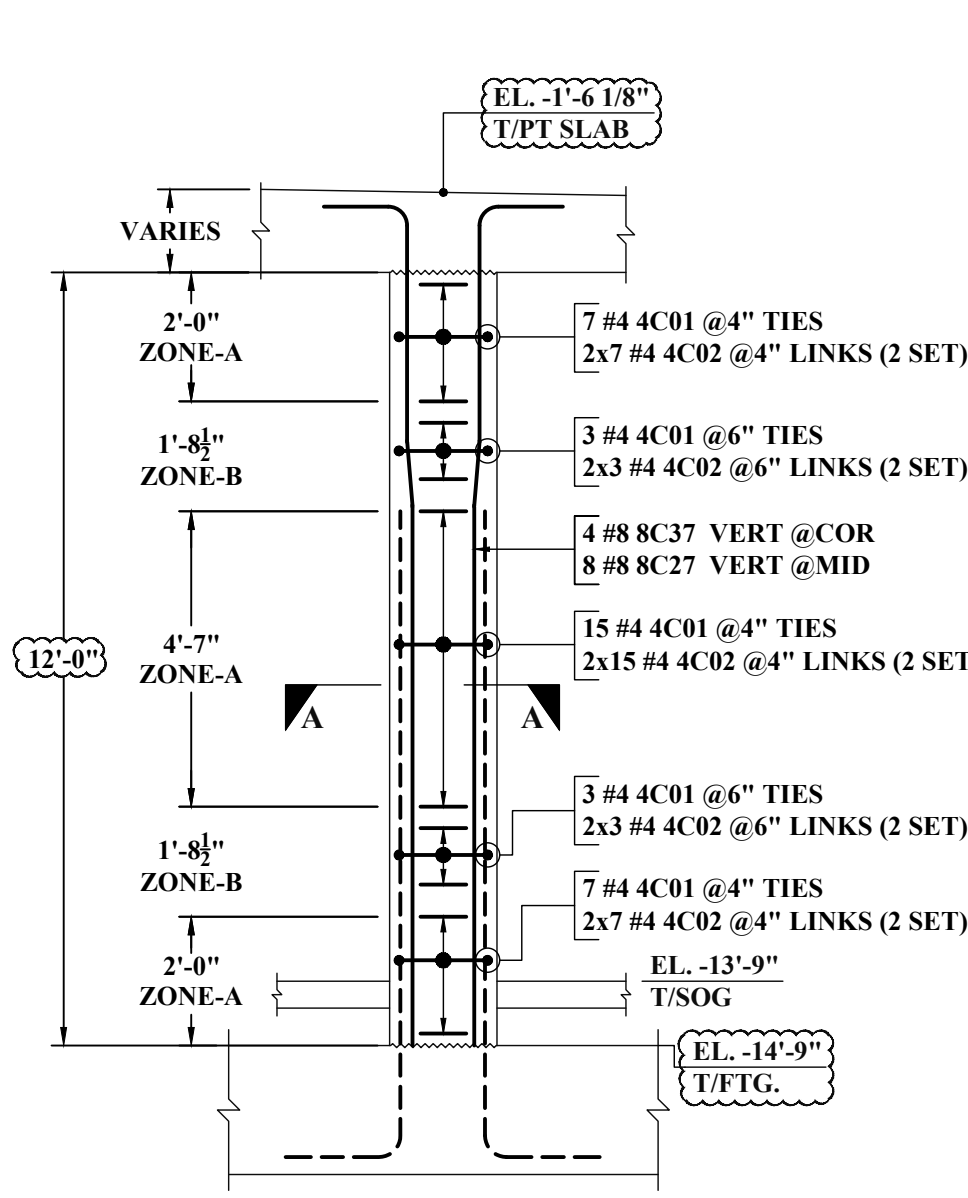 EL. -1'-6 1/8"
T/PT SLAB
VARIES
2'-0"
ZONE-A
7 #4 4C01 @4" TIES
2x7 #4 4C02 @4" LINKS (2 SET)
1'-8½"
ZONE-B
3 #4 4C01 @6" TIES
2x3 #4 4C02 @6" LINKS (2 SET)
4 #8 8C37 VERT @COR
8 #8 8C27 VERT @MID
12'-0"
4'-7"
ZONE-A
15 #4 4C01 @4" TIES
2x15 #4 4C02 @4" LINKS (2 SET
A
A
1'-8½"
ZONE-B
3 #4 4C01 @6" TIES
2x3 #4 4C02 @6" LINKS (2 SET)
7 #4 4C01 @4" TIES
2x7 #4 4C02 @4" LINKS (2 SET)
2'-0"
ZONE-A
EL. -13'-9"
T/SOG
EL. -14'-9"
T/FTG.